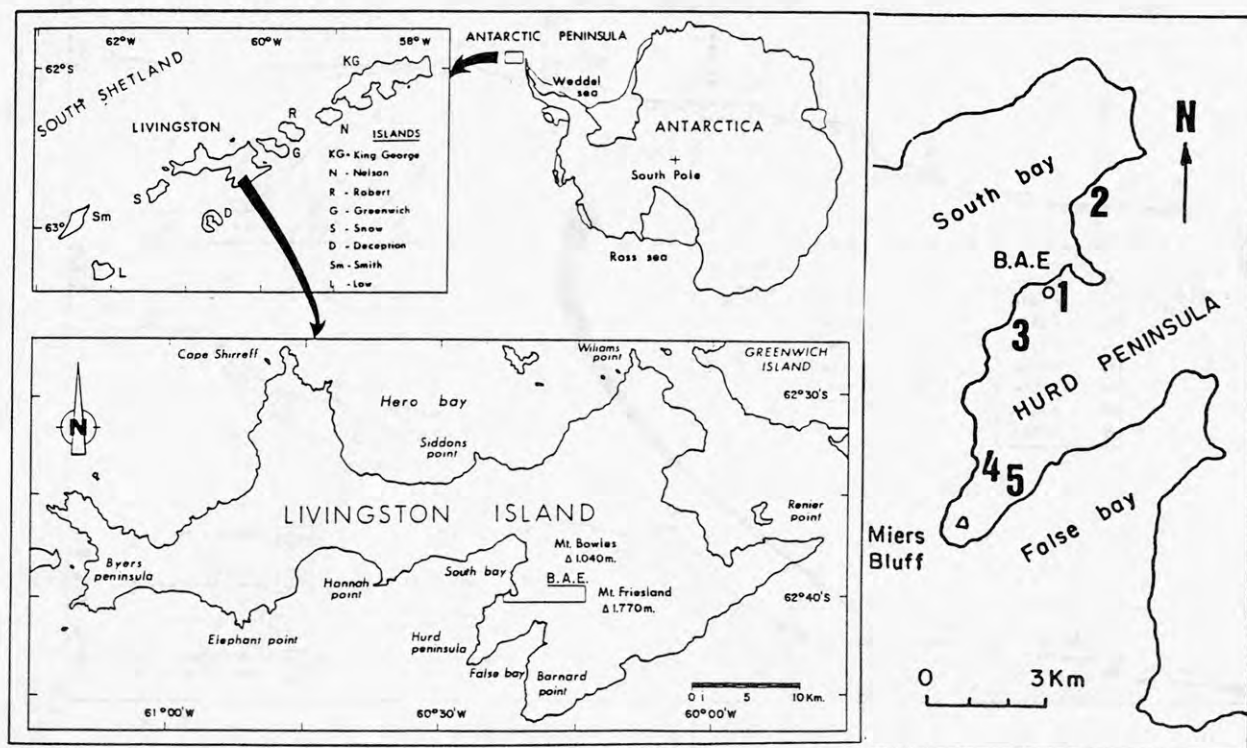 62°W
60°W
58°W
62°S
63°
SOUTH SHETLAND
LIVINGSTON
KG
N
R
G
S
D
Sm
L
ISLANDS
KG- King George
N - Nelson
R - Robert
G - Greenwich
S - Snow
D - Deception
Sm - Smith
L - Low
ANTARCTIC PENINSULA
Weddel
sea
ANTARCTICA
South Pole
Ross sea
N
Cape Shirreff
Hero bay
Siddons
point
Wiliams
point
GREENWICH
ISLAND
62°30'S
LIVINGSTON ISLAND
Renier
point
Byers
peninsula
Hannah
point
South bay
Mt. Bowles
Δ 1.040m.
B.A.E.
Mt. Friesland
Δ 1.770m.
62°40'S
Elephant point
Hurd
peninsula
False bay
Barnard
point
0 1 5 10 Km.
61°00'W
60°30'W
60°00'W
N
South bay
2
B.A.E
1
3
HURD PENINSULA
4
5
Miers
Bluff
False bay
0 3Km